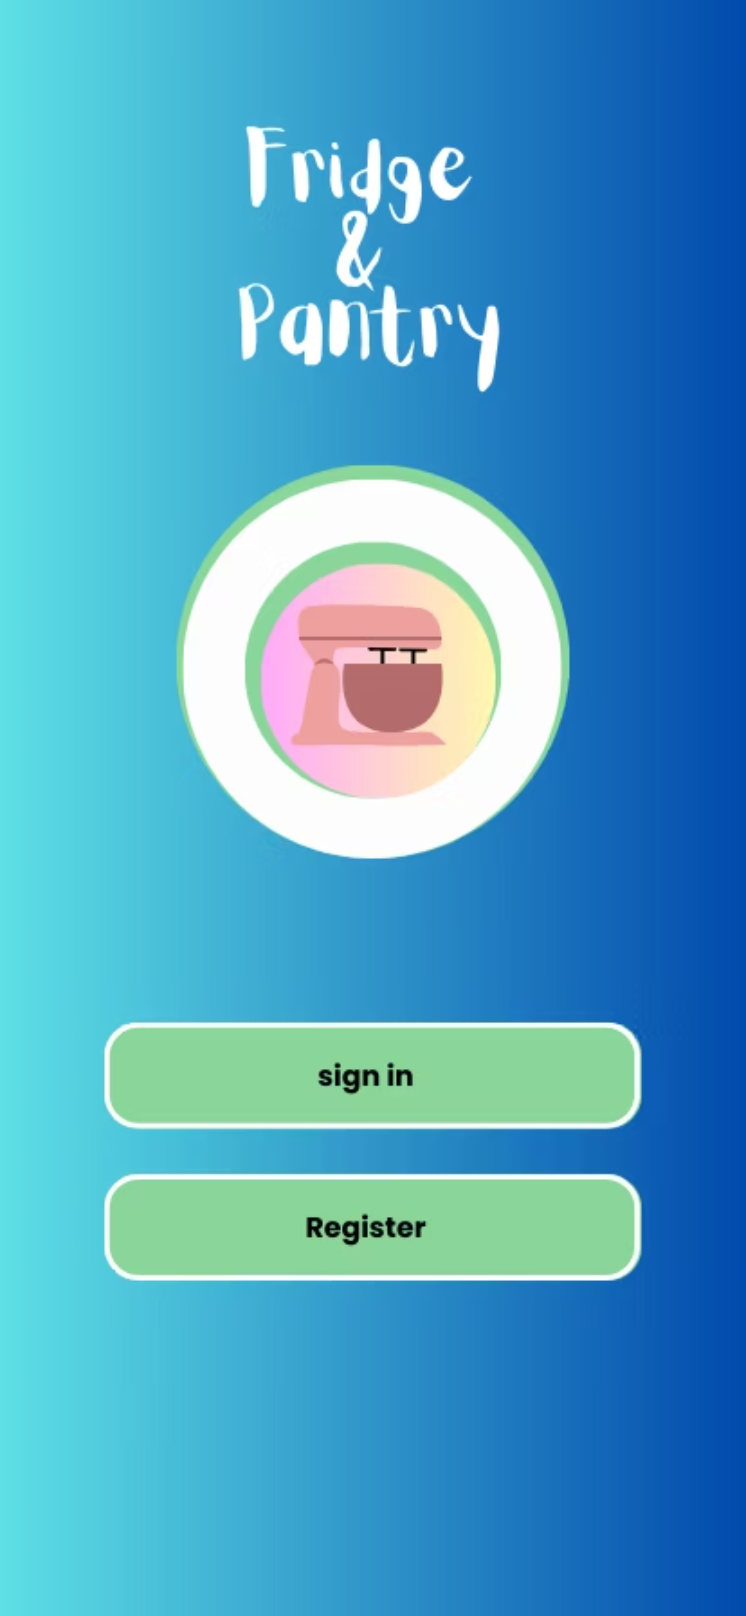 Fridge
&
Pantry
sign in
Register